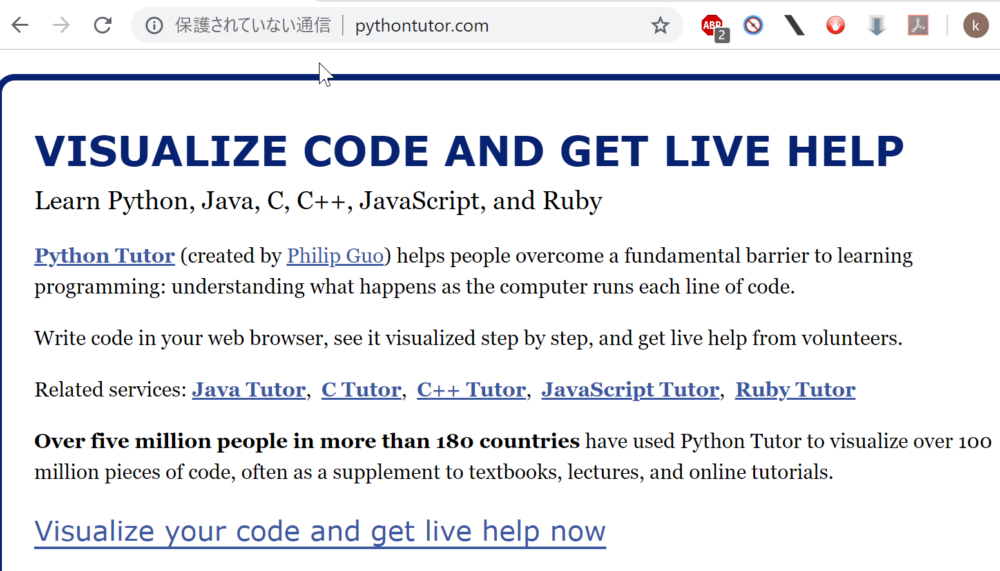 保護されていない通信 pythontutor.com ABP 2 k
VISUALIZE CODE AND GET LIVE HELP
Learn Python, Java, C, C++, JavaScript, and Ruby
Python Tutor (created by Philip Guo) helps people overcome a fundamental barrier to learning
programming: understanding what happens as the computer runs each line of code.
Write code in your web browser, see it visualized step by step, and get live help from volunteers.
Related services: Java Tutor, C Tutor, C++ Tutor, JavaScript Tutor, Ruby Tutor
Over five million people in more than 180 countries have used Python Tutor to visualize over 100
million pieces of code, often as a supplement to textbooks, lectures, and online tutorials.
Visualize your code and get live help now